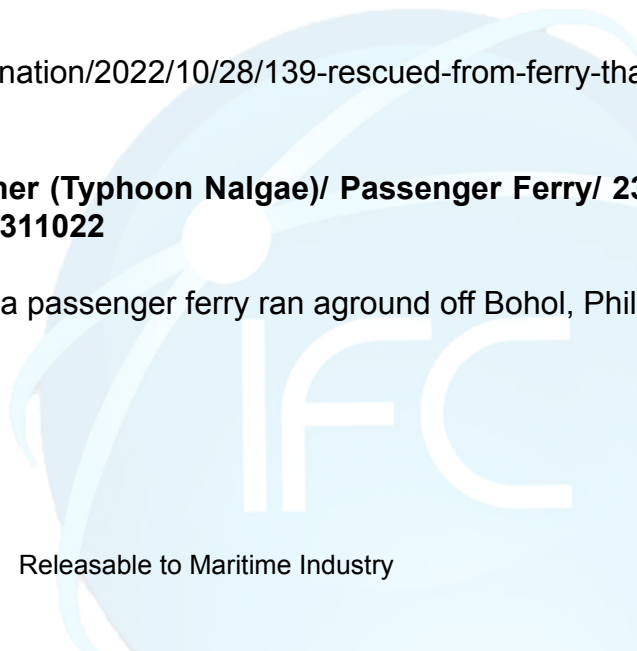 nation/2022/10/28/139-rescued-from-ferry-tha
her (Typhoon Nalgae)/ Passenger Ferry/ 23
311022
a passenger ferry ran aground off Bohol, Phil
IFC
Releasable to Maritime Industry